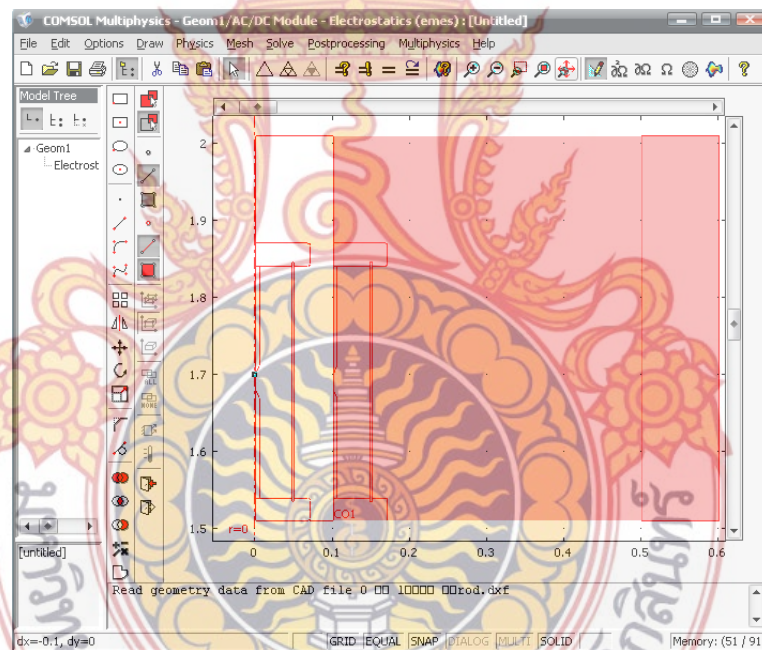 COMSOL Multiphysics - Geom1/AC/DC Module - Electrostatics (emes) : [Untitled]
File Edit Options Draw Physics Mesh Solve Postprocessing Multiphysics Help
Model Tree
Geom1
Electrost
2
1.9
1.8
1.7
1.6
1.5
CO1
r=0
0 0.1 0.2 0.3 0.4 0.5 0.6
[untitled]
Read geometry data from CAD file 0 □□ 10□□□□ □□rod.dxf
dx=-0.1, dy=0 GRID EQUAL SNAP DIALOG MULTI SOLID Memory: (51 / 91